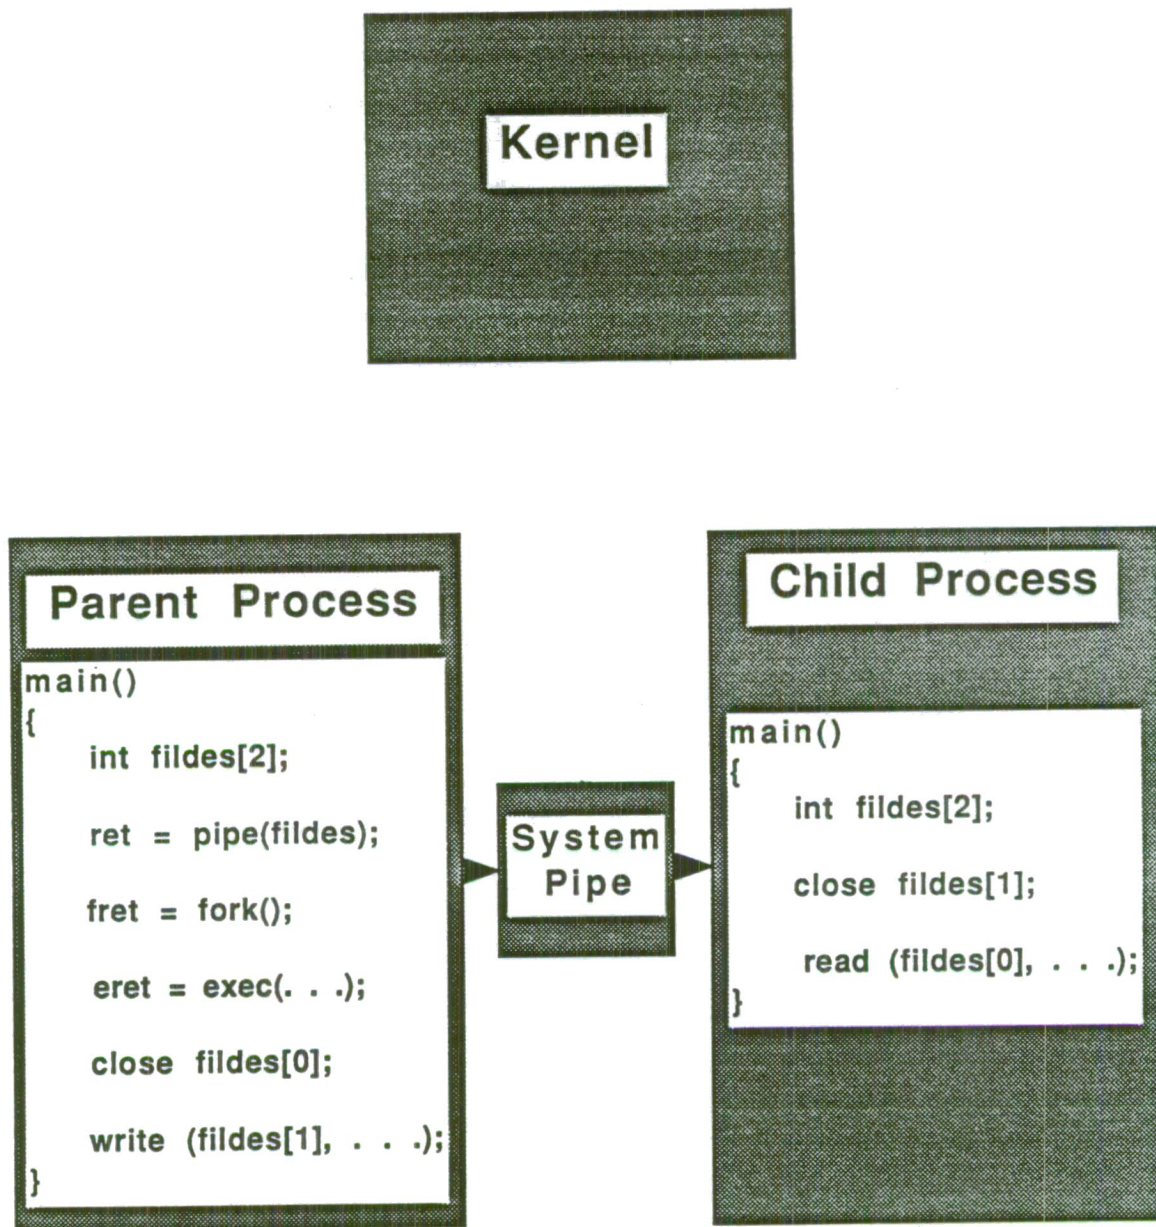 Kernel
Parent Process
main()
{
int fildes[2];
ret = pipe(fildes);
fret = fork();
eret = exec(. . .);
close fildes[0];
write (fildes[1], . . .);
}
System
Pipe
Child Process
main()
{
int fildes[2];
close fildes[1];
read (fildes[0], . . .);
}